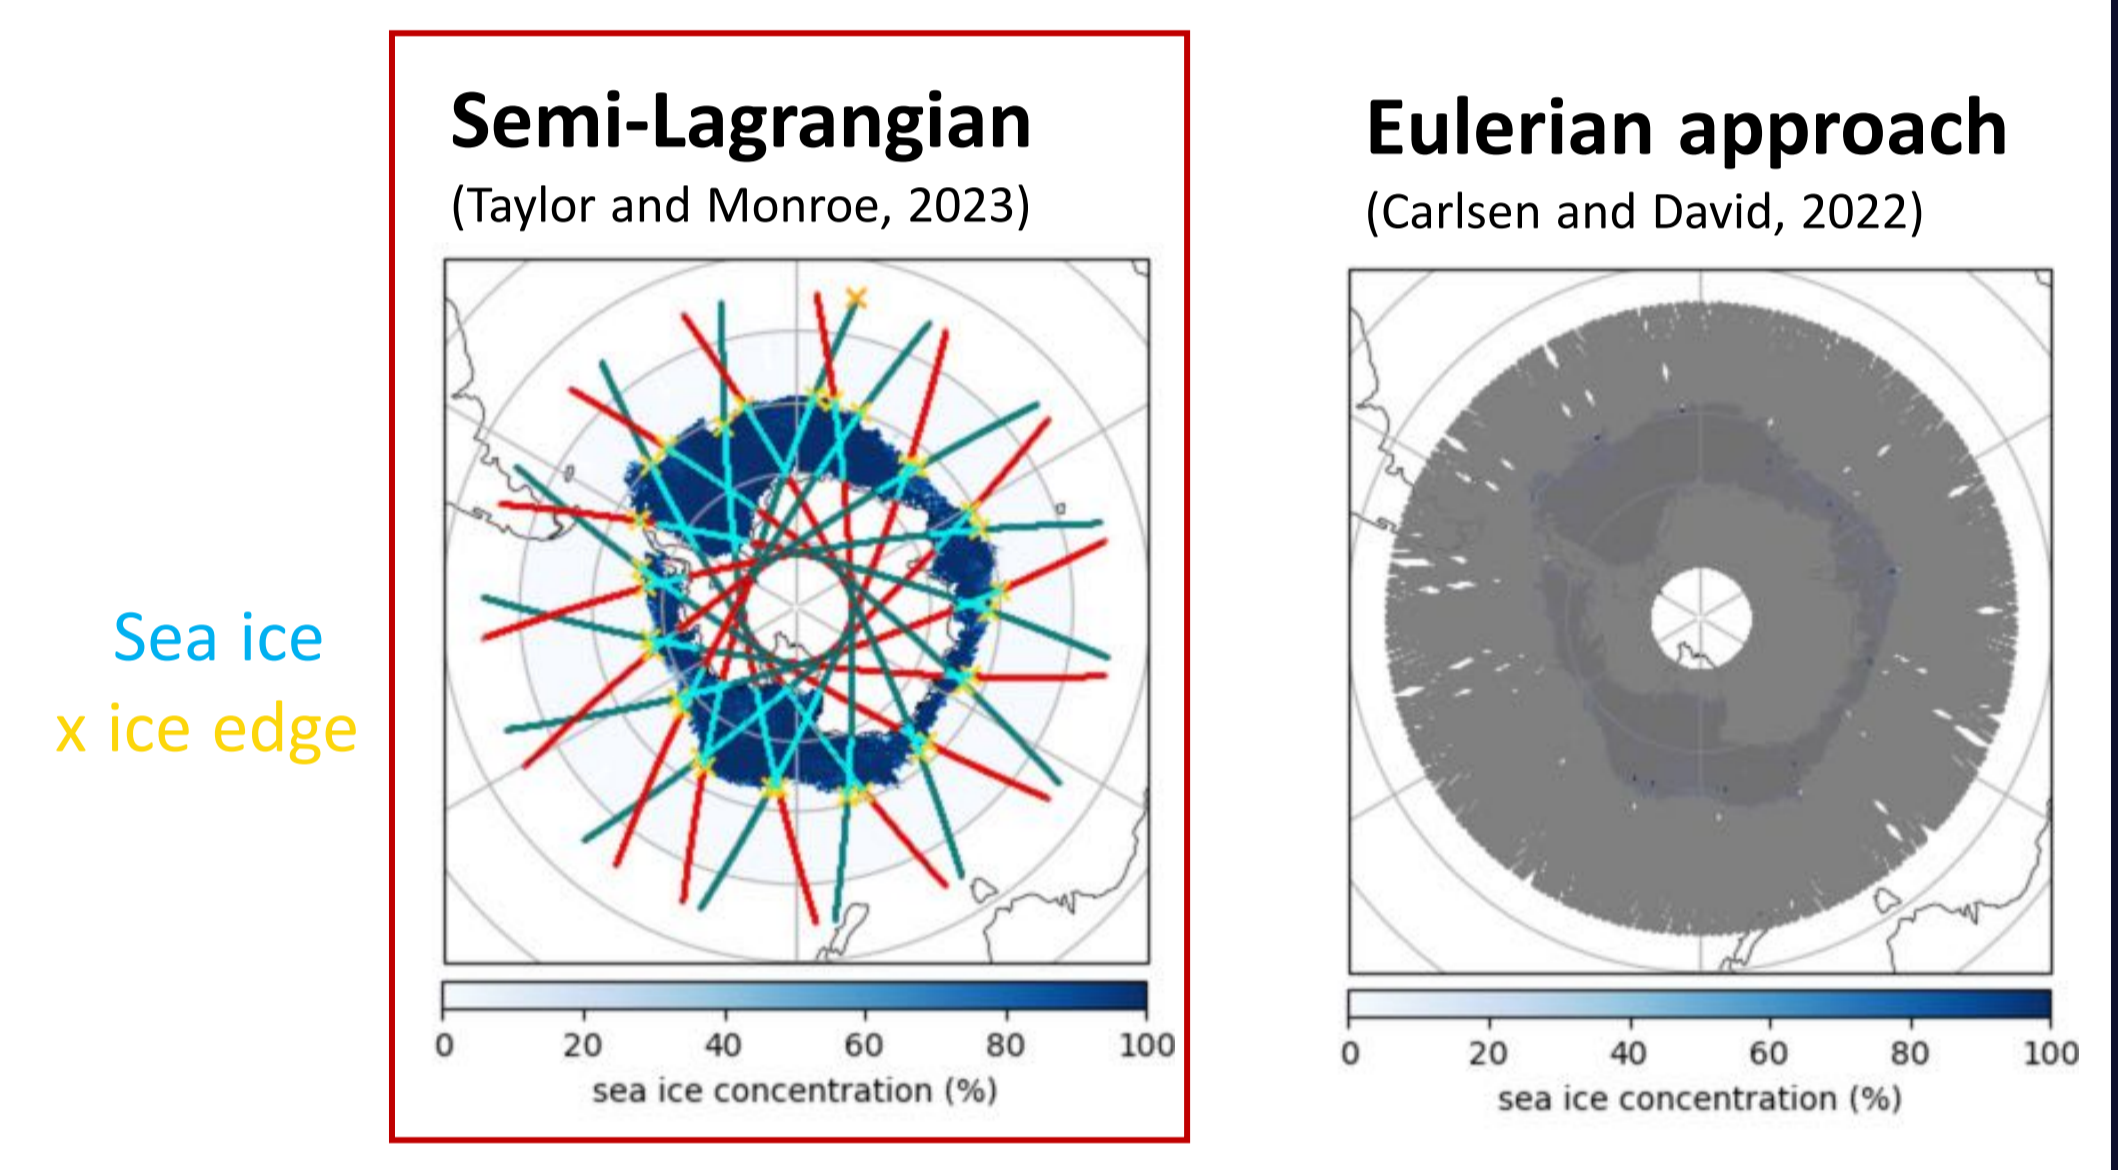 Semi-Lagrangian
(Taylor and Monroe, 2023)
Sea ice
x ice edge
0 20 40 60 80 100
sea ice concentration (%)
Eulerian approach
(Carlsen and David, 2022)
0 20 40 60 80 100
sea ice concentration (%)